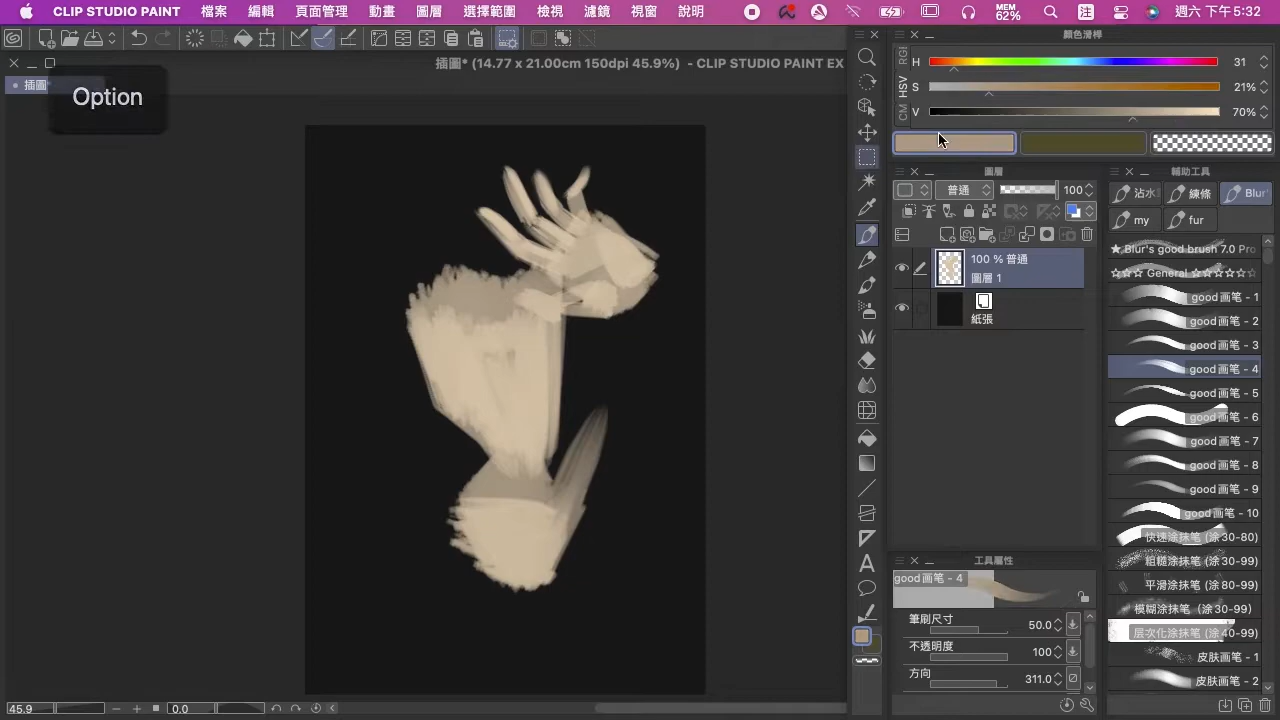 CLIP STUDIO PAINT 檔案 編輯 頁面管理 動畫 圖層 選擇範圍 檢視 濾鏡 視窗 說明 MEM 62% 注 週六 下午5:32
插圖* (14.77 x 21.00cm 150dpi 45.9%) - CLIP STUDIO PAINT EX
插圖
Option
顏色滑桿
RG
HSV
CM
H 31
S 21%
V 70%
圖層
普通 100
100 % 普通
圖層 1
紙張
輔助工具
沾水 練條 Blur'
my fur
★ Blur's good brush 7.0 Pro
☆☆☆ General ☆☆☆☆☆☆
good画笔 - 1
good画笔 - 2
good画笔 - 3
good画笔 - 4
good画笔 - 5
good画笔 - 6
good画笔 - 7
good画笔 - 8
good画笔 - 9
good画笔 - 10
快速涂抹笔 (涂30-80)
粗糙涂抹笔 (涂30-99)
平滑涂抹笔 (涂80-99)
模糊涂抹笔 (涂30-99)
层次化涂抹笔 (涂40-99)
皮肤画笔 - 1
皮肤画笔 - 2
工具屬性
good画笔 - 4
筆刷尺寸 50.0
不透明度 100
方向 311.0
A
45.9 0.0